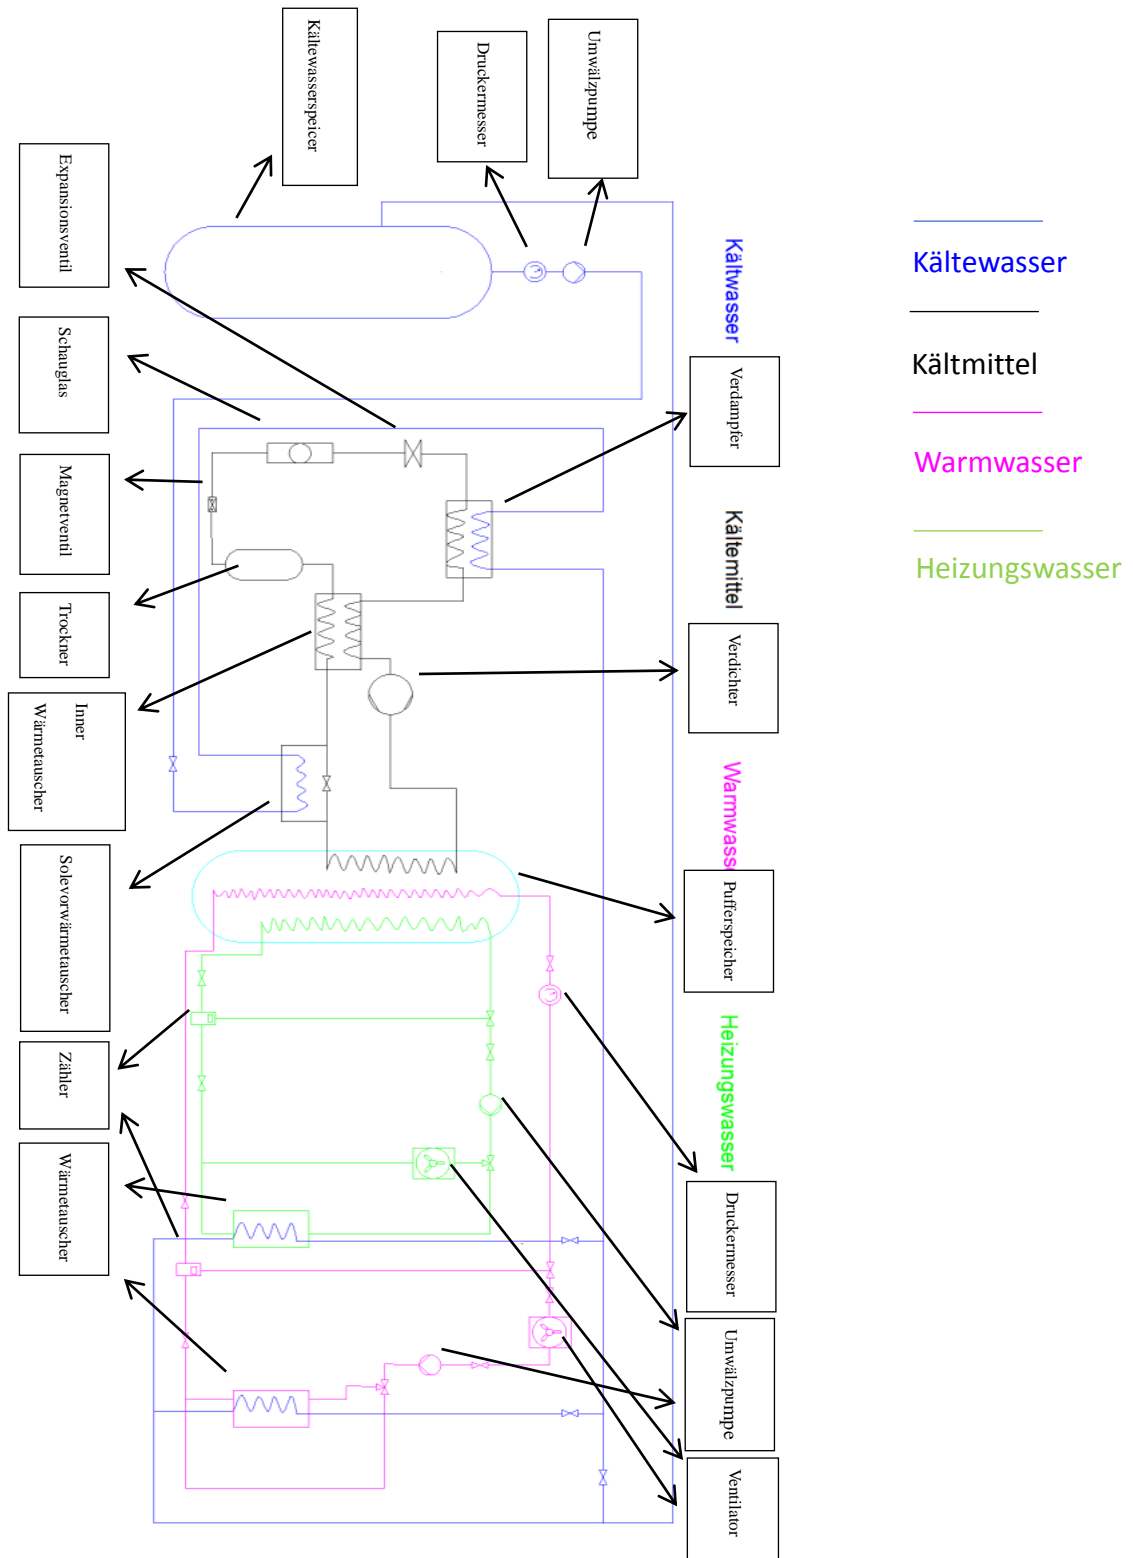 Kältewasserspeicer
Druckermesser
Umwälzpumpe
Expansionsventil
Schauglas
Magnetventil
Trockner
Inner
Wärmetauscher
Solevorwärmetauscher
Zähler
Wärmetauscher
Kältwasser
Verdampfer
Kältemittel
Verdichter
Warmwasse
Pufferspeicher
Heizungswasser
Druckermesser
Umwälzpumpe
Ventilator
Kältewasser
Kältmittel
Warmwasser
Heizungswasser